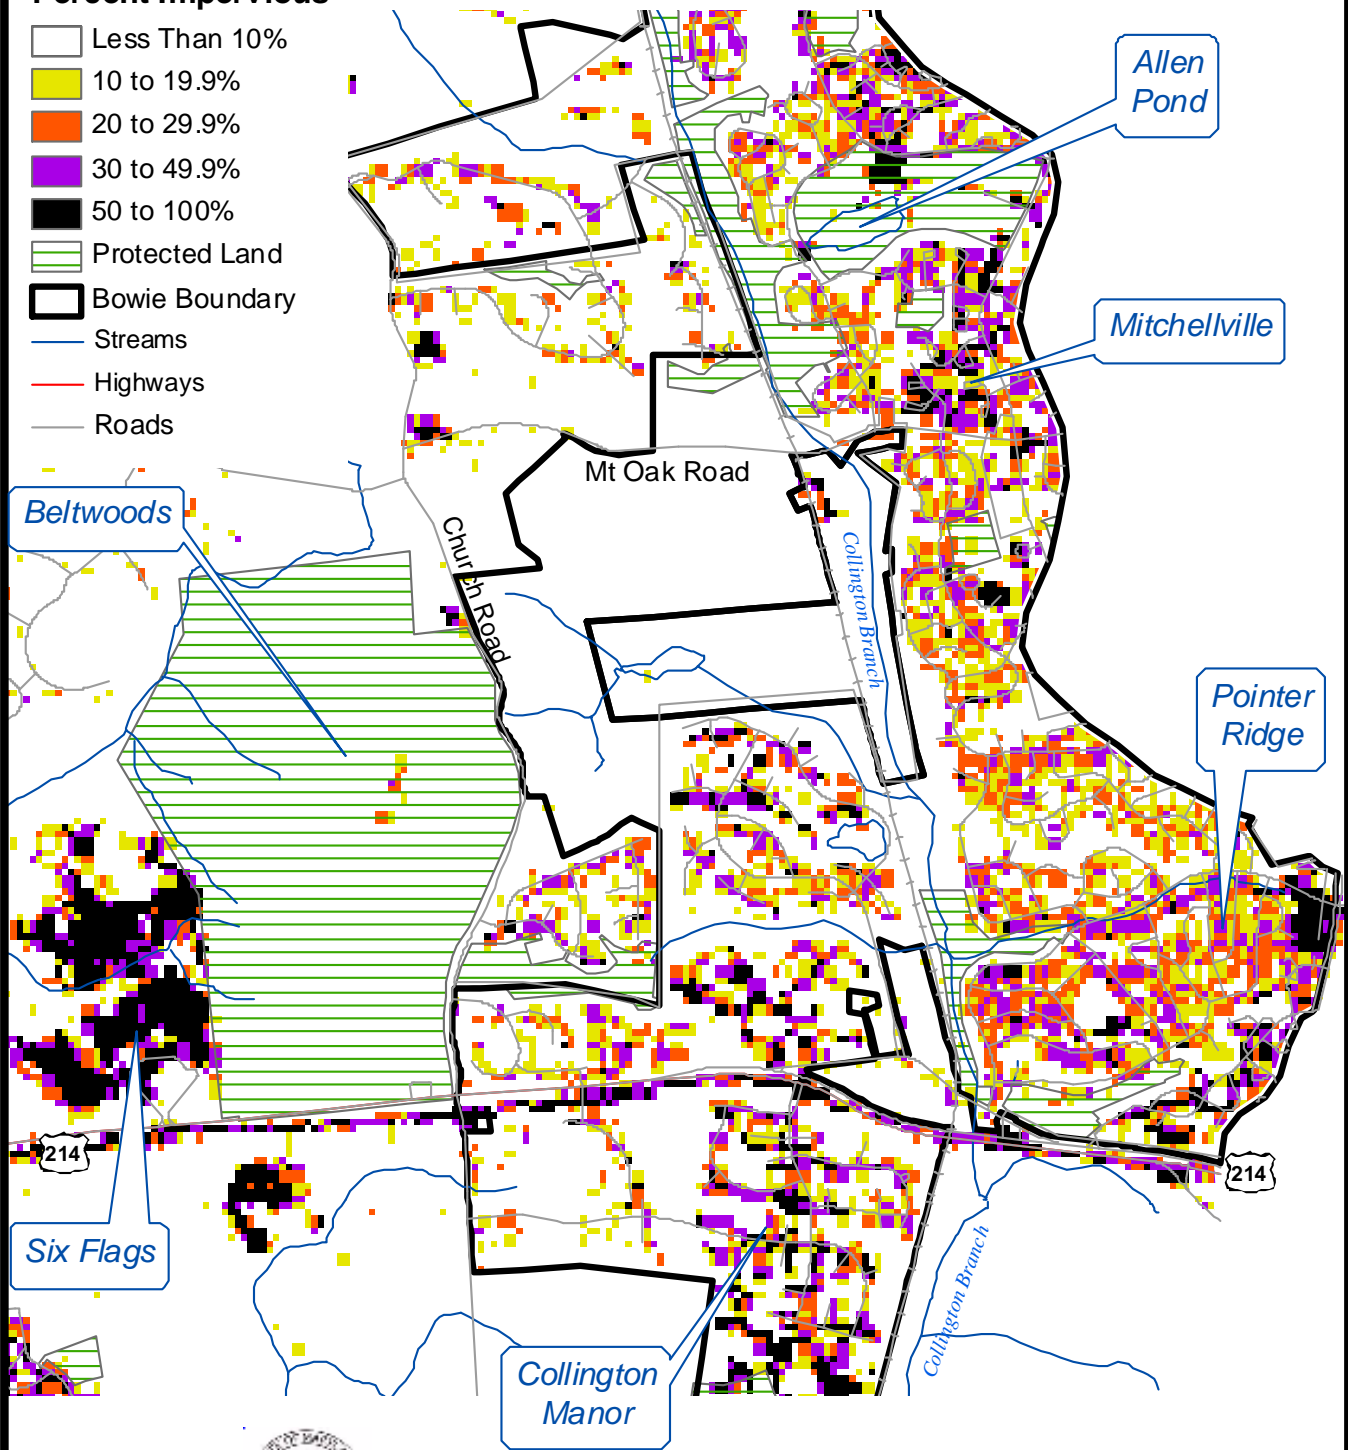 Percent Impervious
Less Than 10%
10 to 19.9%
20 to 29.9%
30 to 49.9%
50 to 100%
Protected Land
Bowie Boundary
Streams
Highways
Roads
Allen
Pond
Mitchellville
Mt Oak Road
Beltwoods
Church Road
Collington Branch
Pointer
Ridge
214
214
Six Flags
Collington Branch
Collington
Manor